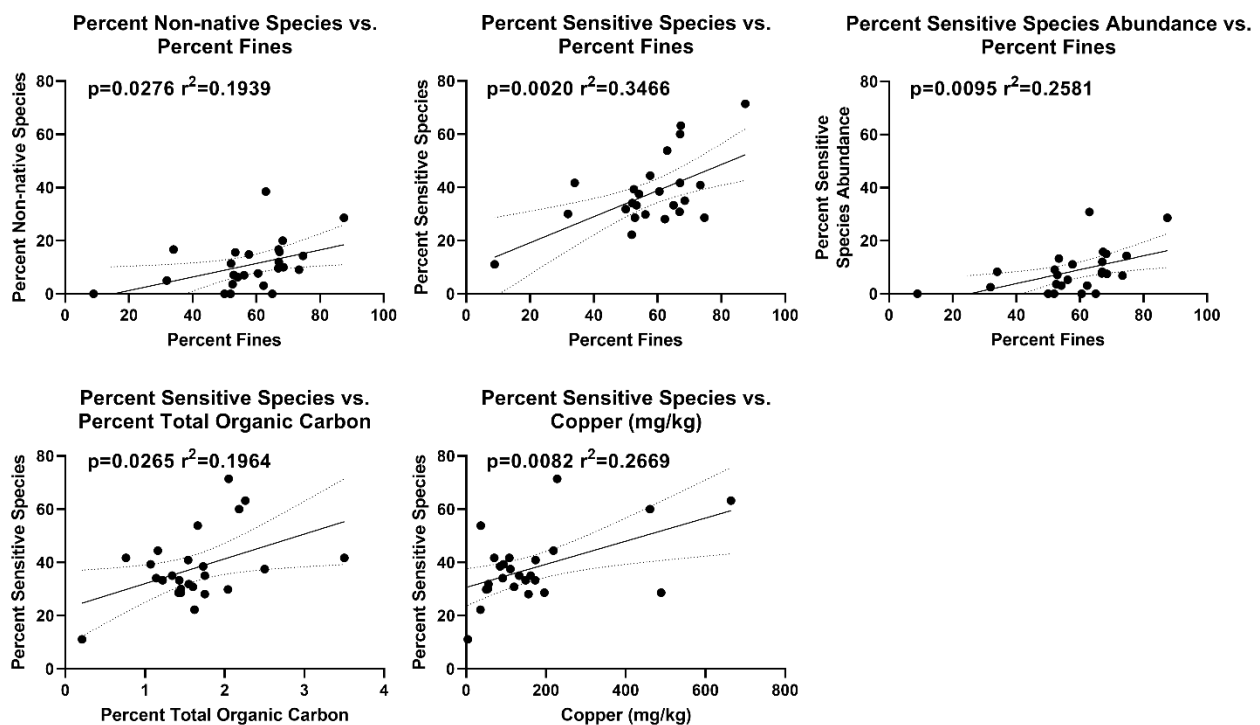 Percent Non-native Species vs.
Percent Fines
p=0.0276 r²=0.1939
Percent Non-native Species
80
60
40
20
0
0 20 40 60 80 100
Percent Fines
Percent Sensitive Species vs.
Percent Fines
p=0.0020 r²=0.3466
Percent Sensitive Species
80
60
40
20
0
0 20 40 60 80 100
Percent Fines
Percent Sensitive Species Abundance vs.
Percent Fines
p=0.0095 r²=0.2581
Percent Sensitive
Species Abundance
80
60
40
20
0
0 20 40 60 80 100
Percent Fines
Percent Sensitive Species vs.
Percent Total Organic Carbon
p=0.0265 r²=0.1964
Percent Sensitive Species
80
60
40
20
0
0 1 2 3 4
Percent Total Organic Carbon
Percent Sensitive Species vs.
Copper (mg/kg)
p=0.0082 r²=0.2669
Percent Sensitive Species
80
60
40
20
0
0 200 400 600 800
Copper (mg/kg)